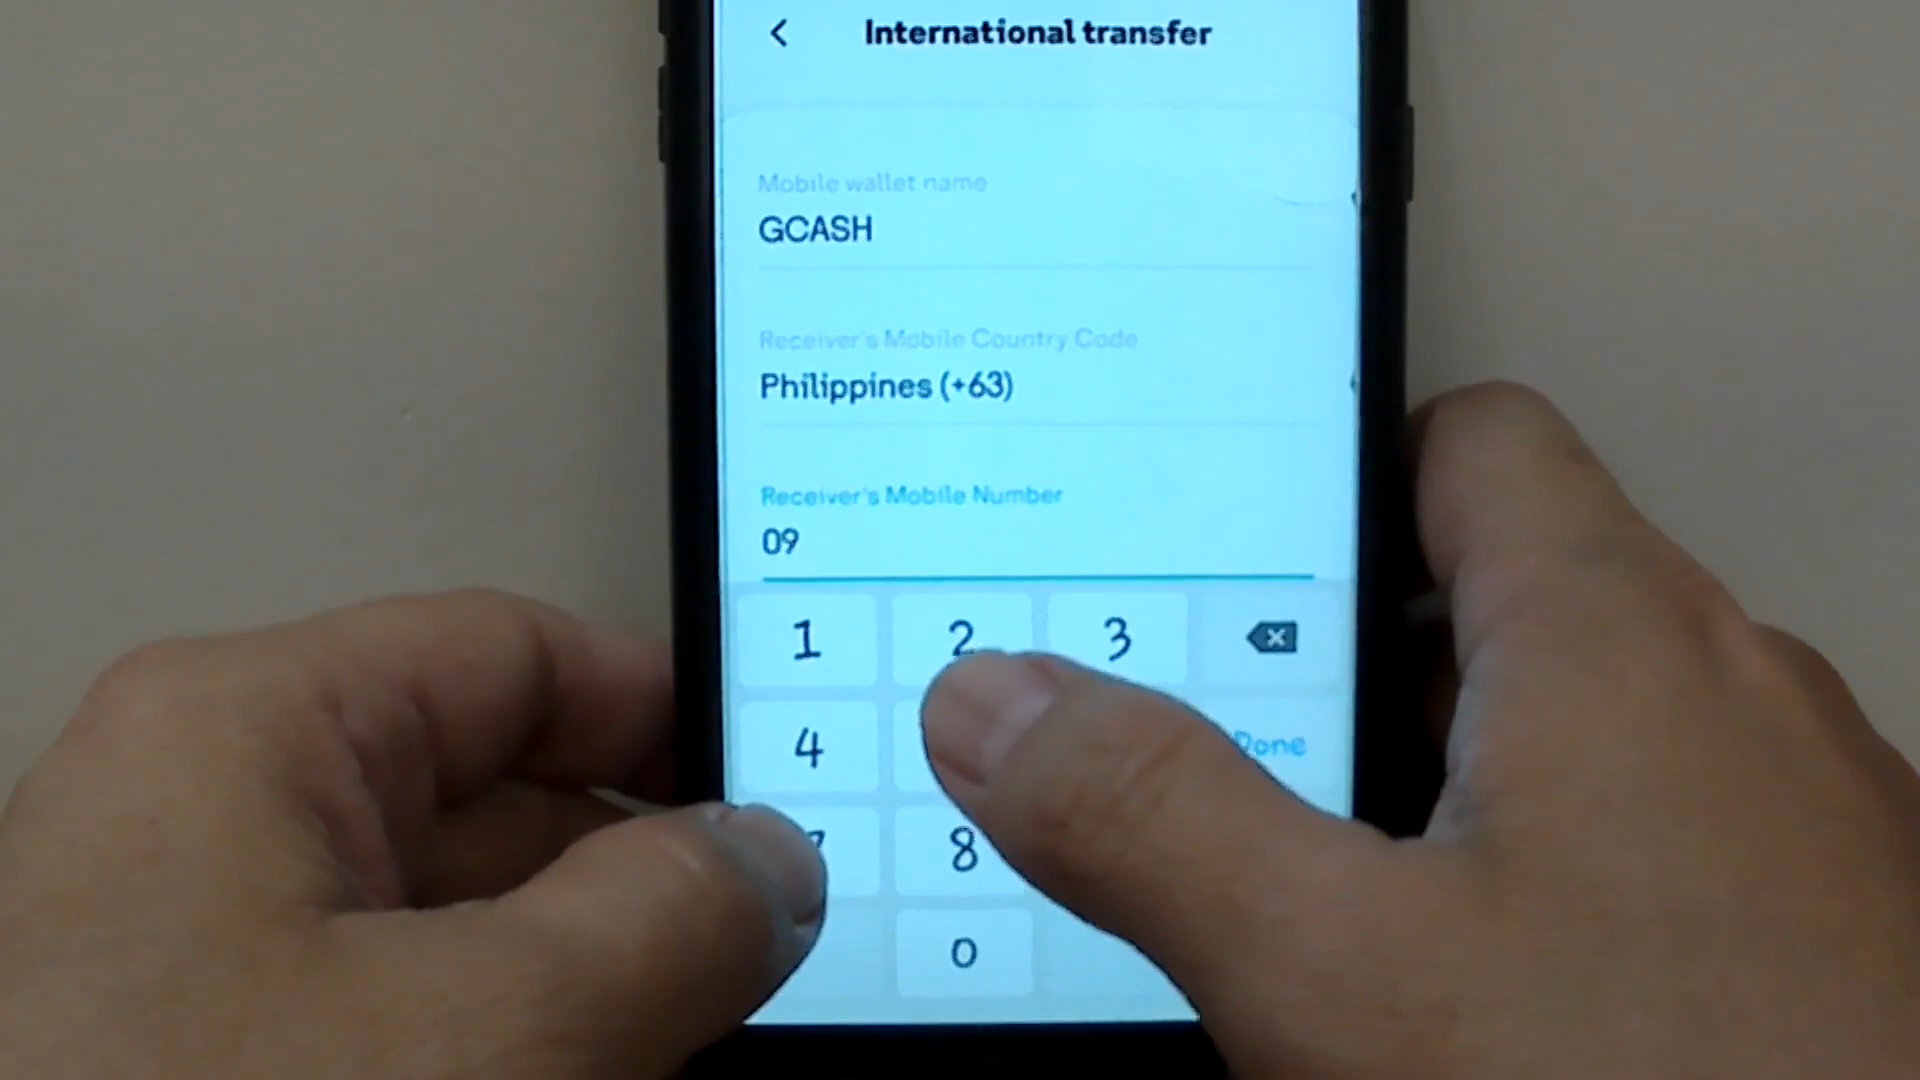 International transfer
Mobile wallet name
GCASH
Receiver's Mobile Country Code
Philippines (+63)
Receiver's Mobile Number
09
1 2 3
4 Done
7 8
0